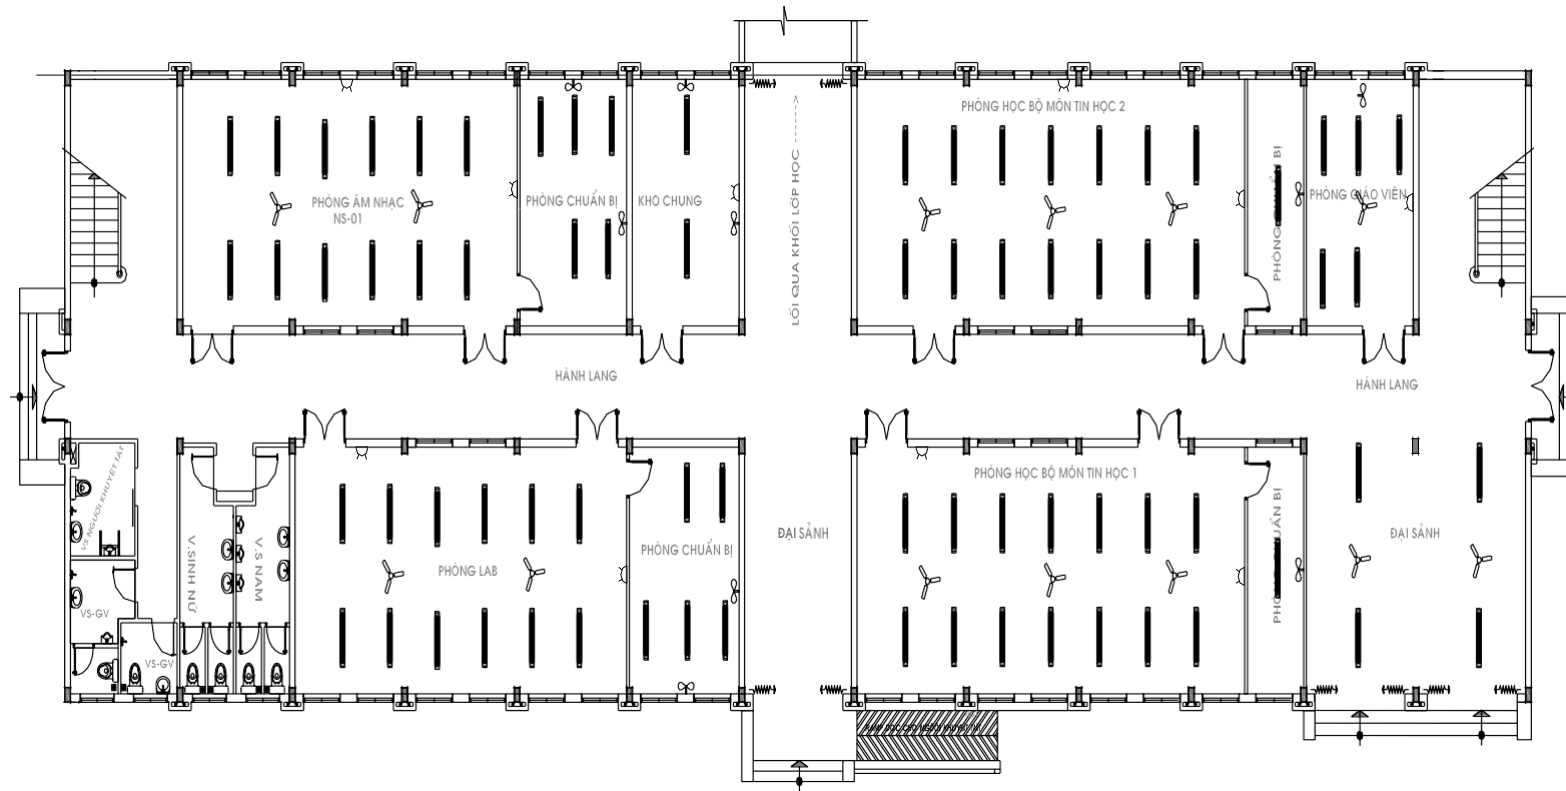 PHÒNG HỌC BỘ MÔN TIN HỌC 2
LỐI QUA KHỐI LỚP HỌC ------>
PHÒNG ÂM NHẠC
NS-01
PHÒNG CHUẨN BỊ
KHO CHUNG
PHÒNG CHUẨN BỊ
PHÒNG GIÁO VIÊN
HÀNH LANG
HÀNH LANG
VS NGƯỜI KHUYẾT TẬT
V.SINH NỮ
V.S NAM
PHÒNG LAB
PHÒNG CHUẨN BỊ
ĐẠI SẢNH
PHÒNG HỌC BỘ MÔN TIN HỌC 1
PHÒNG CHUẨN BỊ
ĐẠI SẢNH
VS-GV
VS-GV